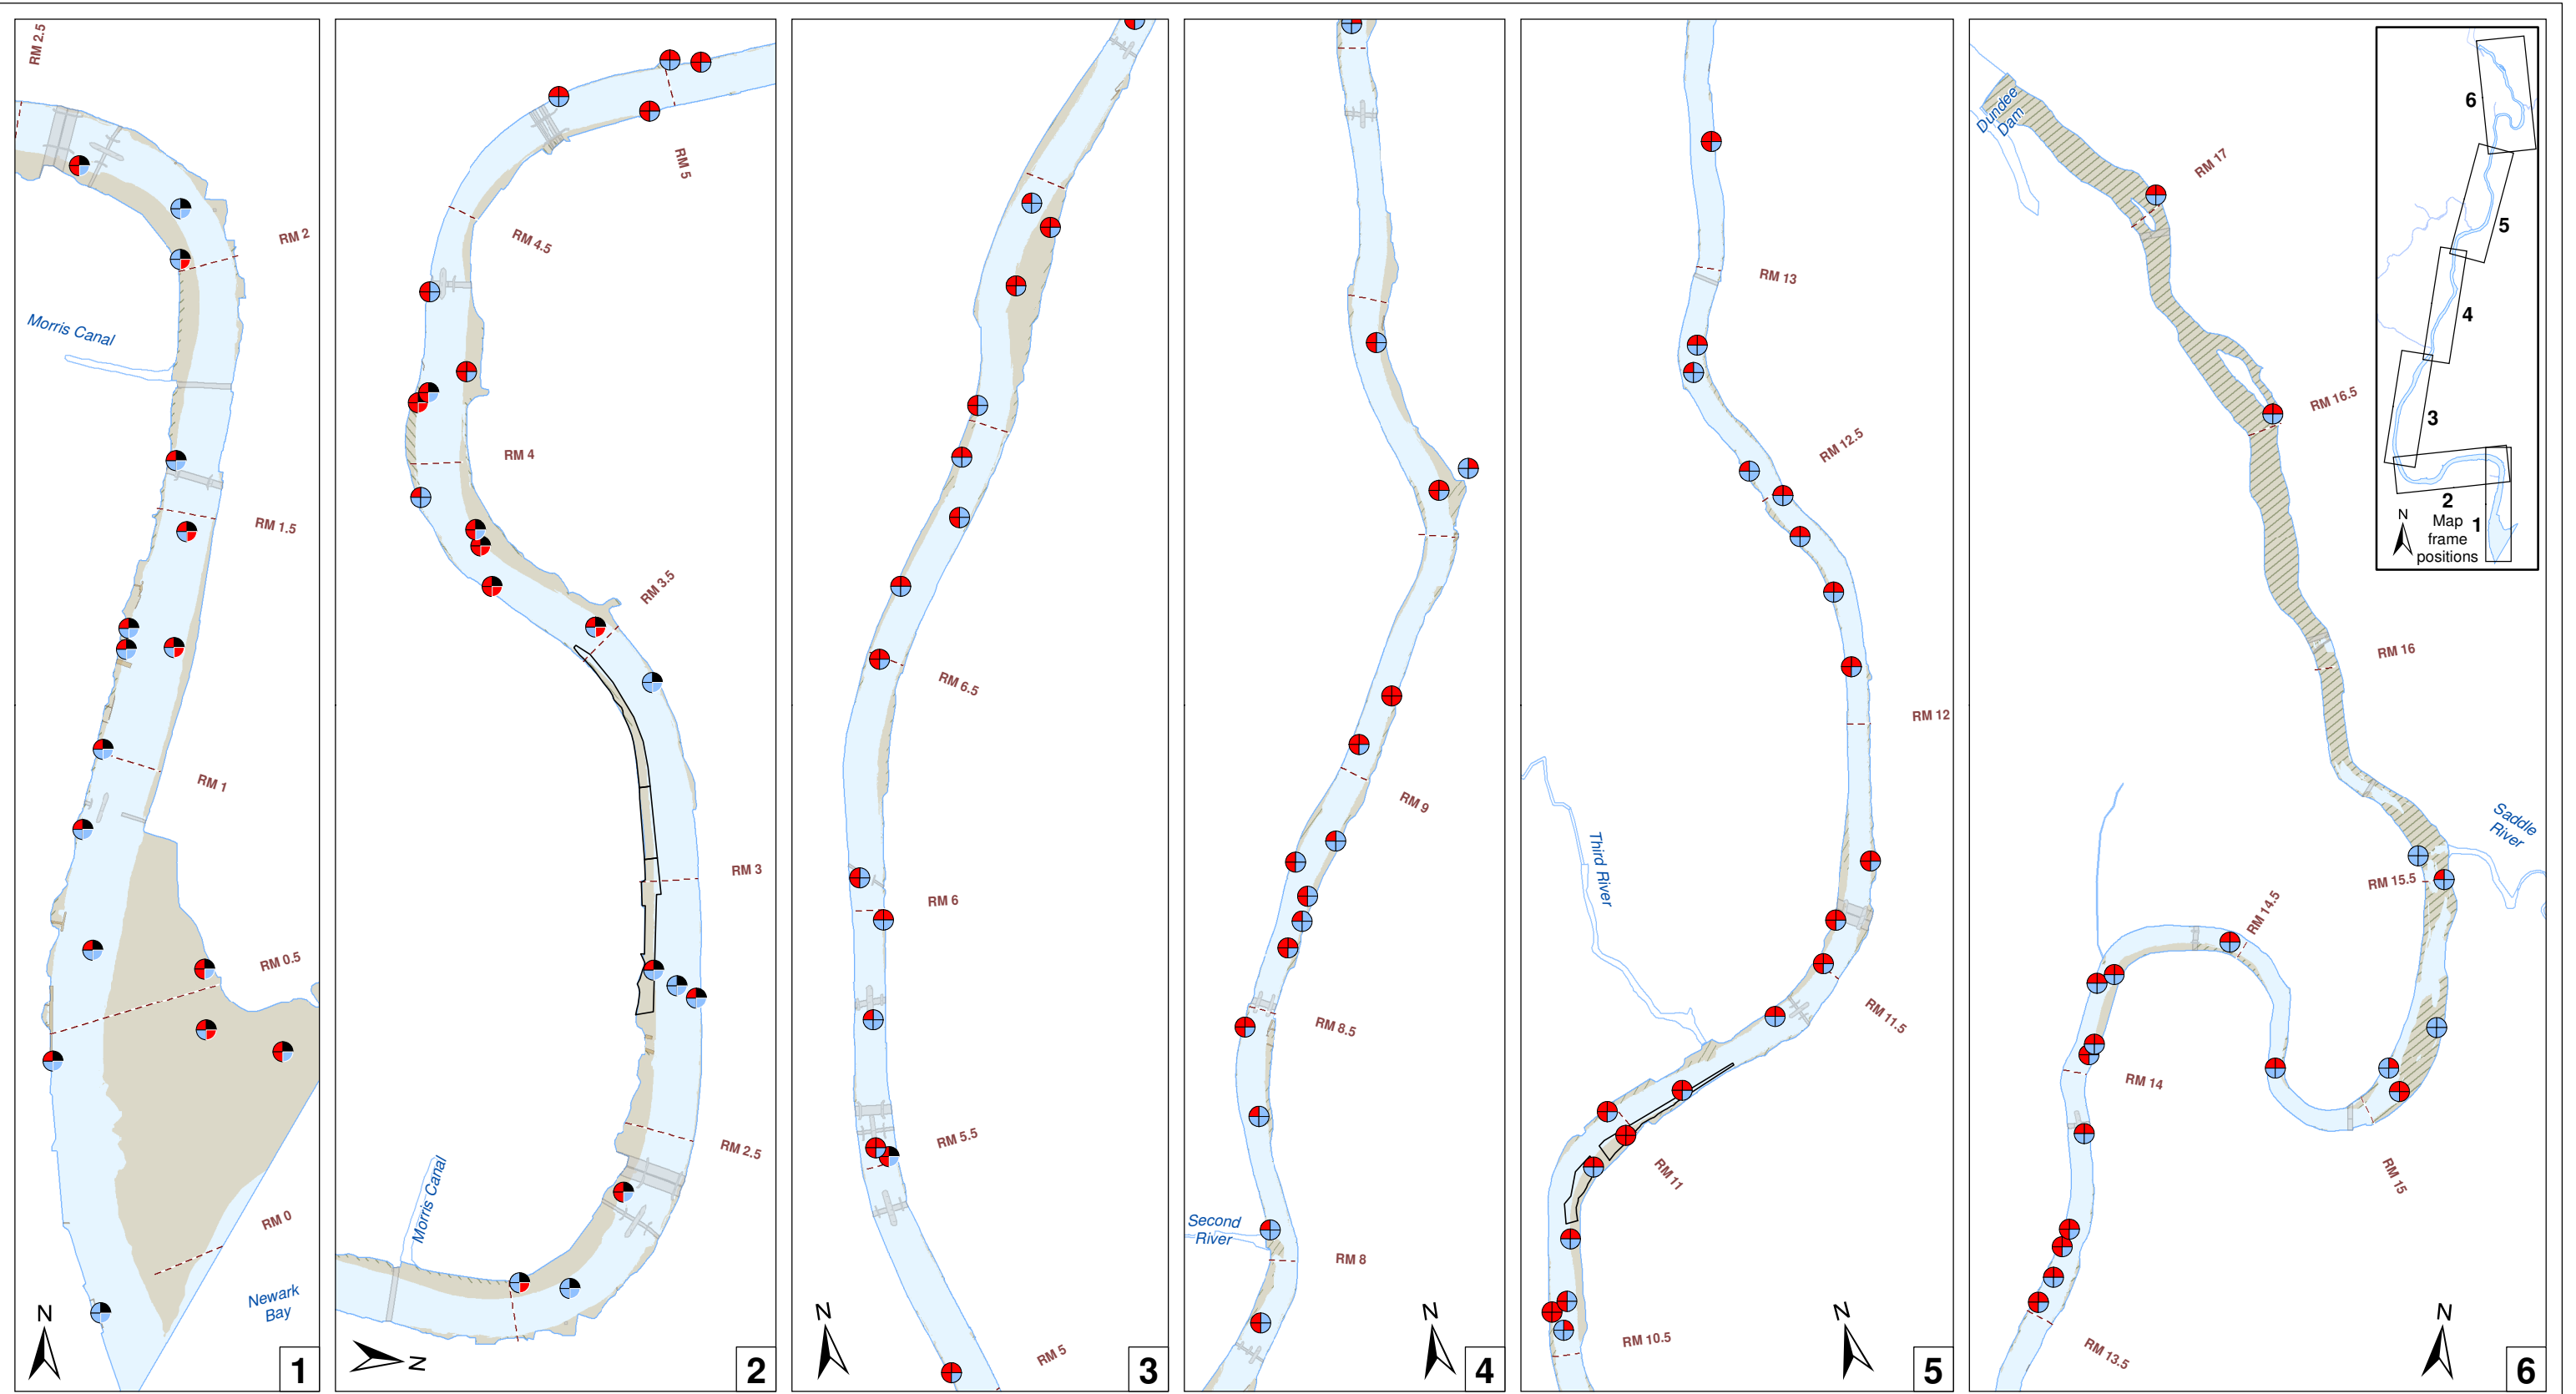 RM 2.5
RM 2
Morris Canal
RM 1.5
RM 1
RM 0.5
RM 0
Newark
Bay
N
1
RM 5
RM 4.5
RM 4
RM 3.5
RM 3
RM 2.5
Morris Canal
N
2
RM 6.5
RM 6
RM 5.5
RM 5
N
3
RM 9
RM 8.5
Second
River
RM 8
N
4
RM 13
RM 12.5
RM 12
Third River
RM 11.5
RM 11
RM 10.5
N
5
Dundee
Dam
RM 17
RM 16.5
RM 16
Saddle
River
RM 15.5
RM 14.5
RM 14
RM 15
RM 13.5
N
6
6
5
4
3
2
1
N
Map
frame
positions